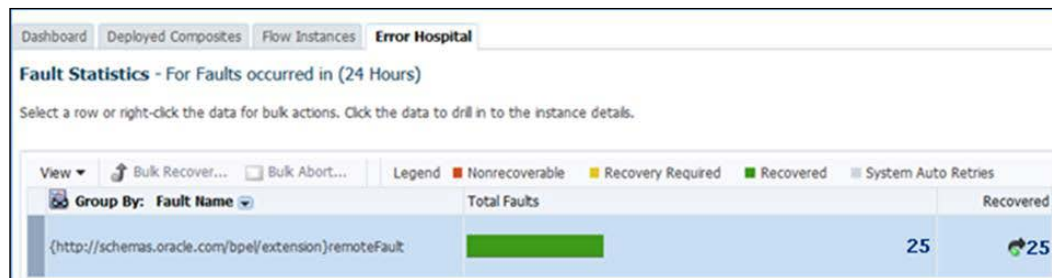 Dashboard Deployed Composites Flow Instances Error Hospital
Fault Statistics - For Faults occurred in (24 Hours)
Select a row or right-click the data for bulk actions. Click the data to drill in to the instance details.
View Bulk Recover... Bulk Abort... Legend Nonrecoverable Recovery Required Recovered System Auto Retries
Group By: Fault Name Total Faults Recovered
{http://schemas.oracle.com/bpel/extension}remoteFault 25 25